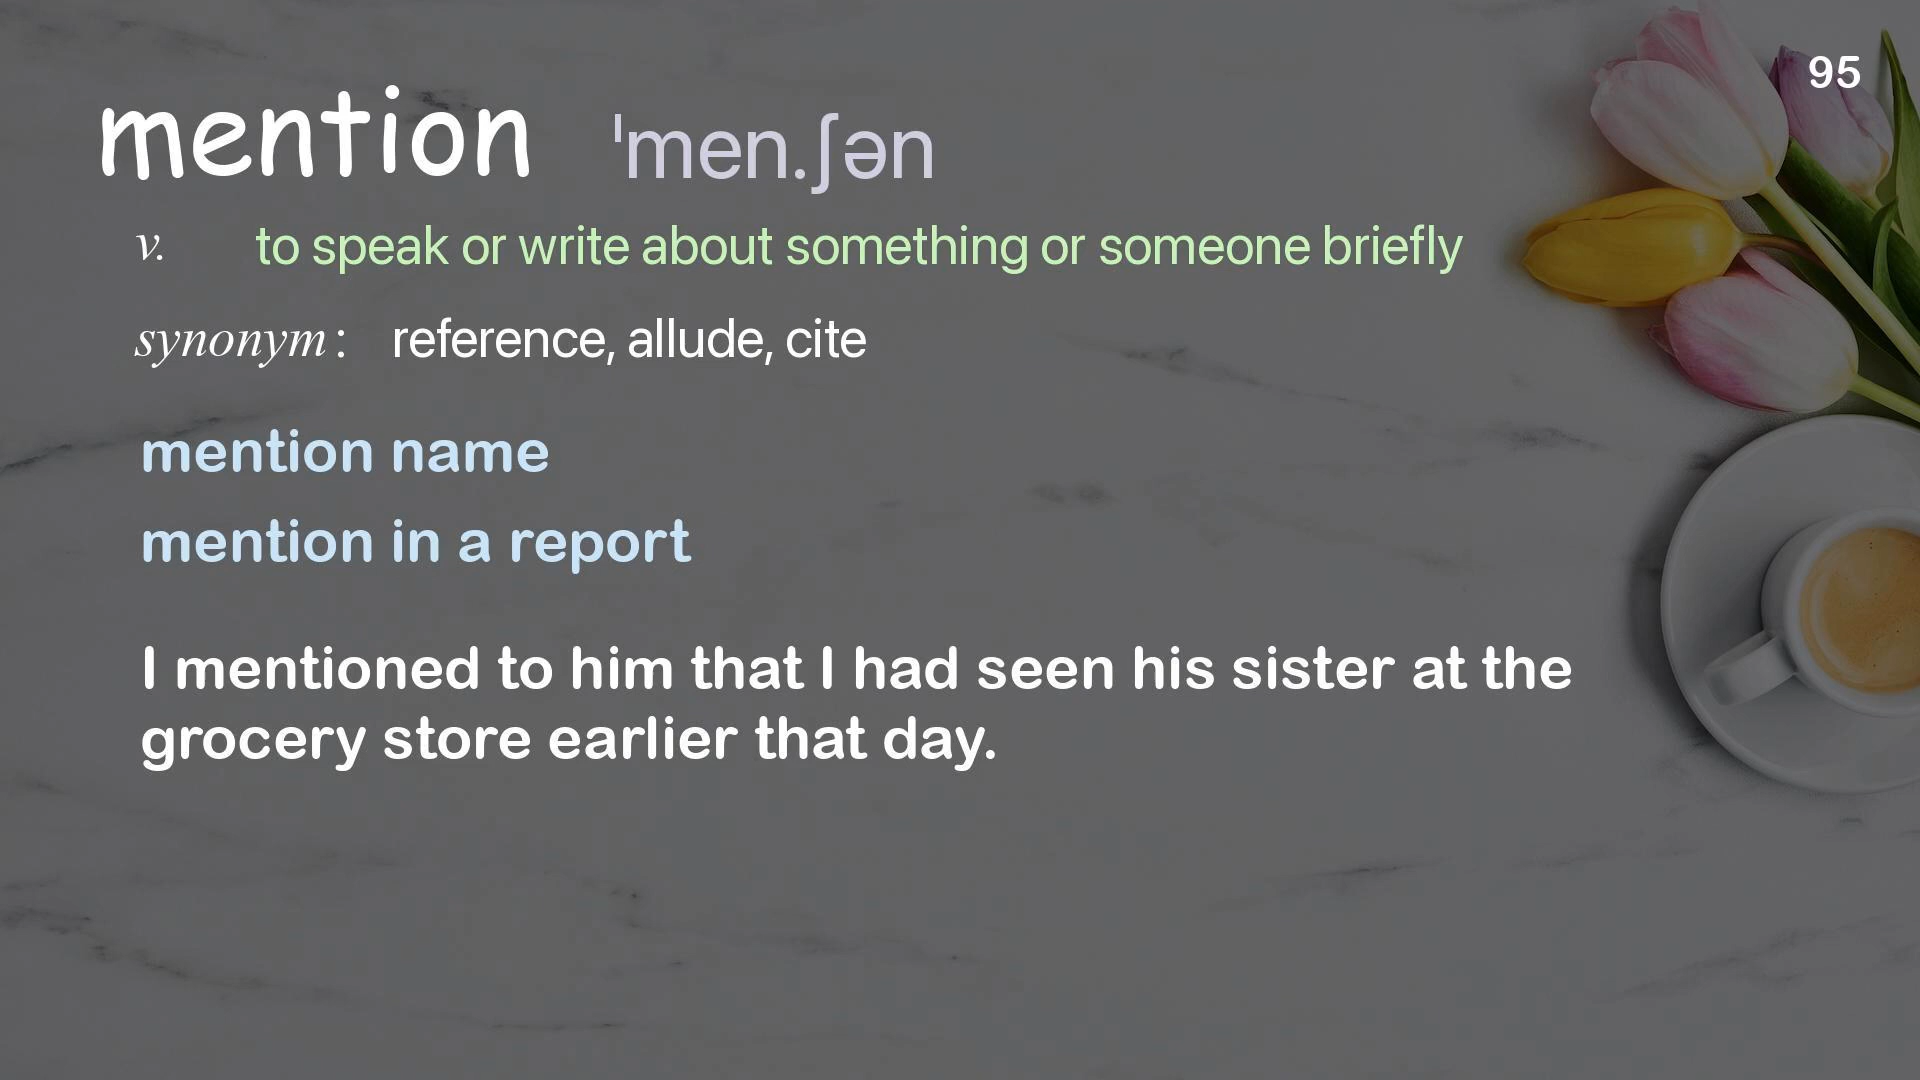 95
mention ˈmen.ʃən
v. to speak or write about something or someone briefly
synonym : reference, allude, cite
mention name
mention in a report
I mentioned to him that I had seen his sister at the
grocery store earlier that day.